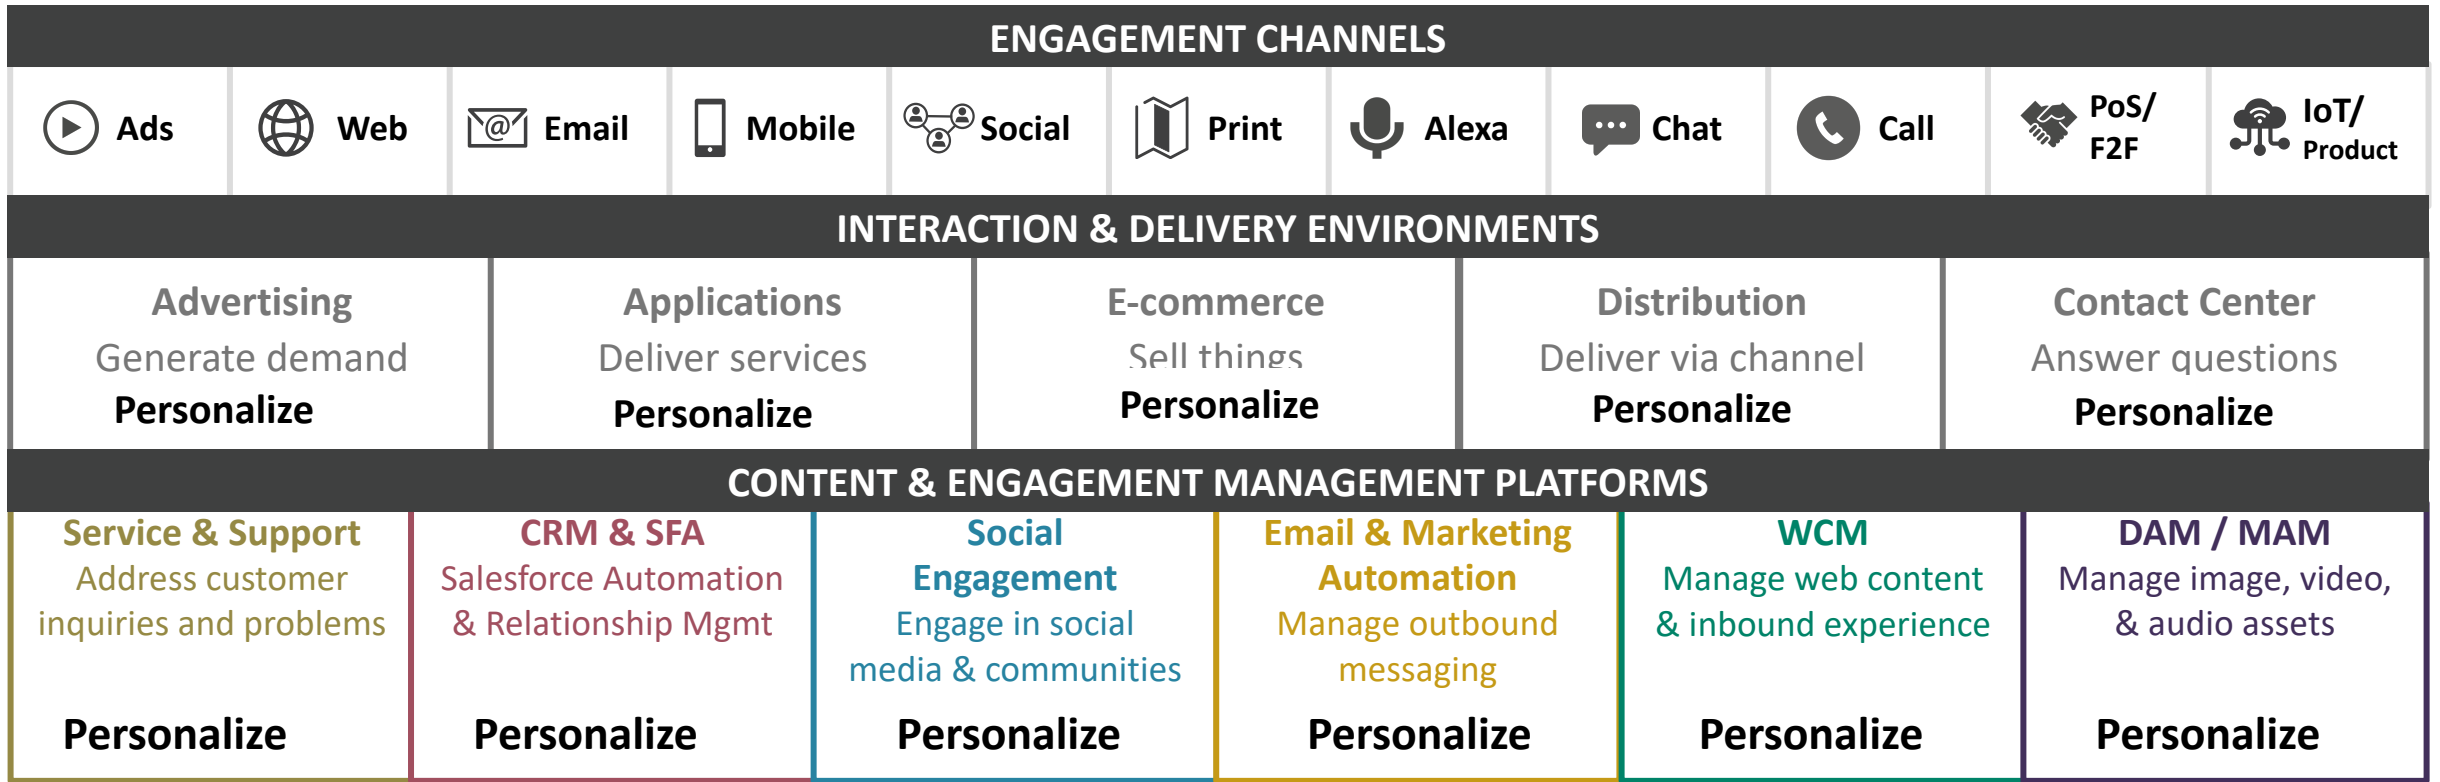 ENGAGEMENT CHANNELS
Ads
Web
Email
Mobile
Social
Print
Alexa
Chat
Call
PoS/
F2F
IoT/
Product
INTERACTION & DELIVERY ENVIRONMENTS
Advertising
Generate demand
Personalize
Applications
Deliver services
Personalize
E-commerce
Sell things
Personalize
Distribution
Deliver via channel
Personalize
Contact Center
Answer questions
Personalize
CONTENT & ENGAGEMENT MANAGEMENT PLATFORMS
Service & Support
Address customer
inquiries and problems
Personalize
CRM & SFA
Salesforce Automation
& Relationship Mgmt
Personalize
Social
Engagement
Engage in social
media & communities
Personalize
Email & Marketing
Automation
Manage outbound
messaging
Personalize
WCM
Manage web content
& inbound experience
Personalize
DAM / MAM
Manage image, video,
& audio assets
Personalize